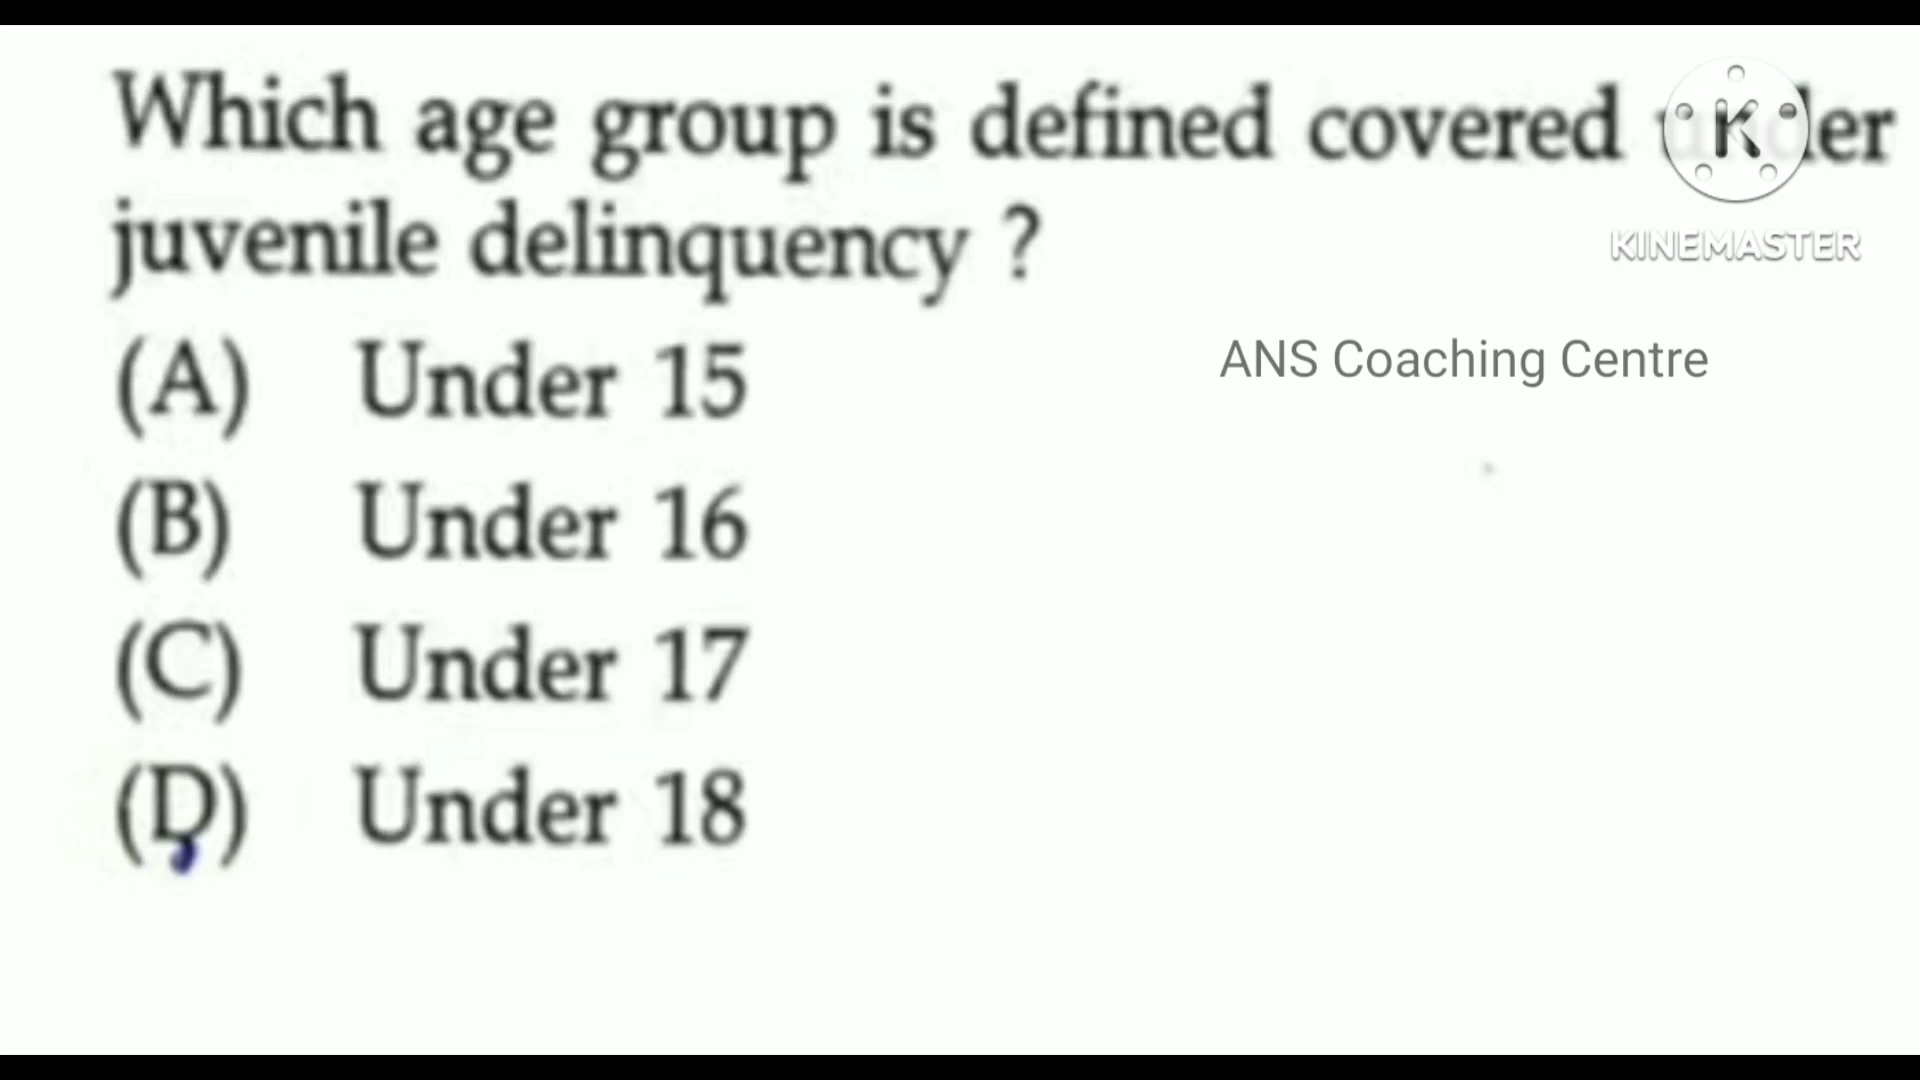 Which age group is defined covered under
juvenile delinquency ?
K
KINEMASTER
ANS Coaching Centre
(A) Under 15
(B) Under 16
(C) Under 17
(D) Under 18